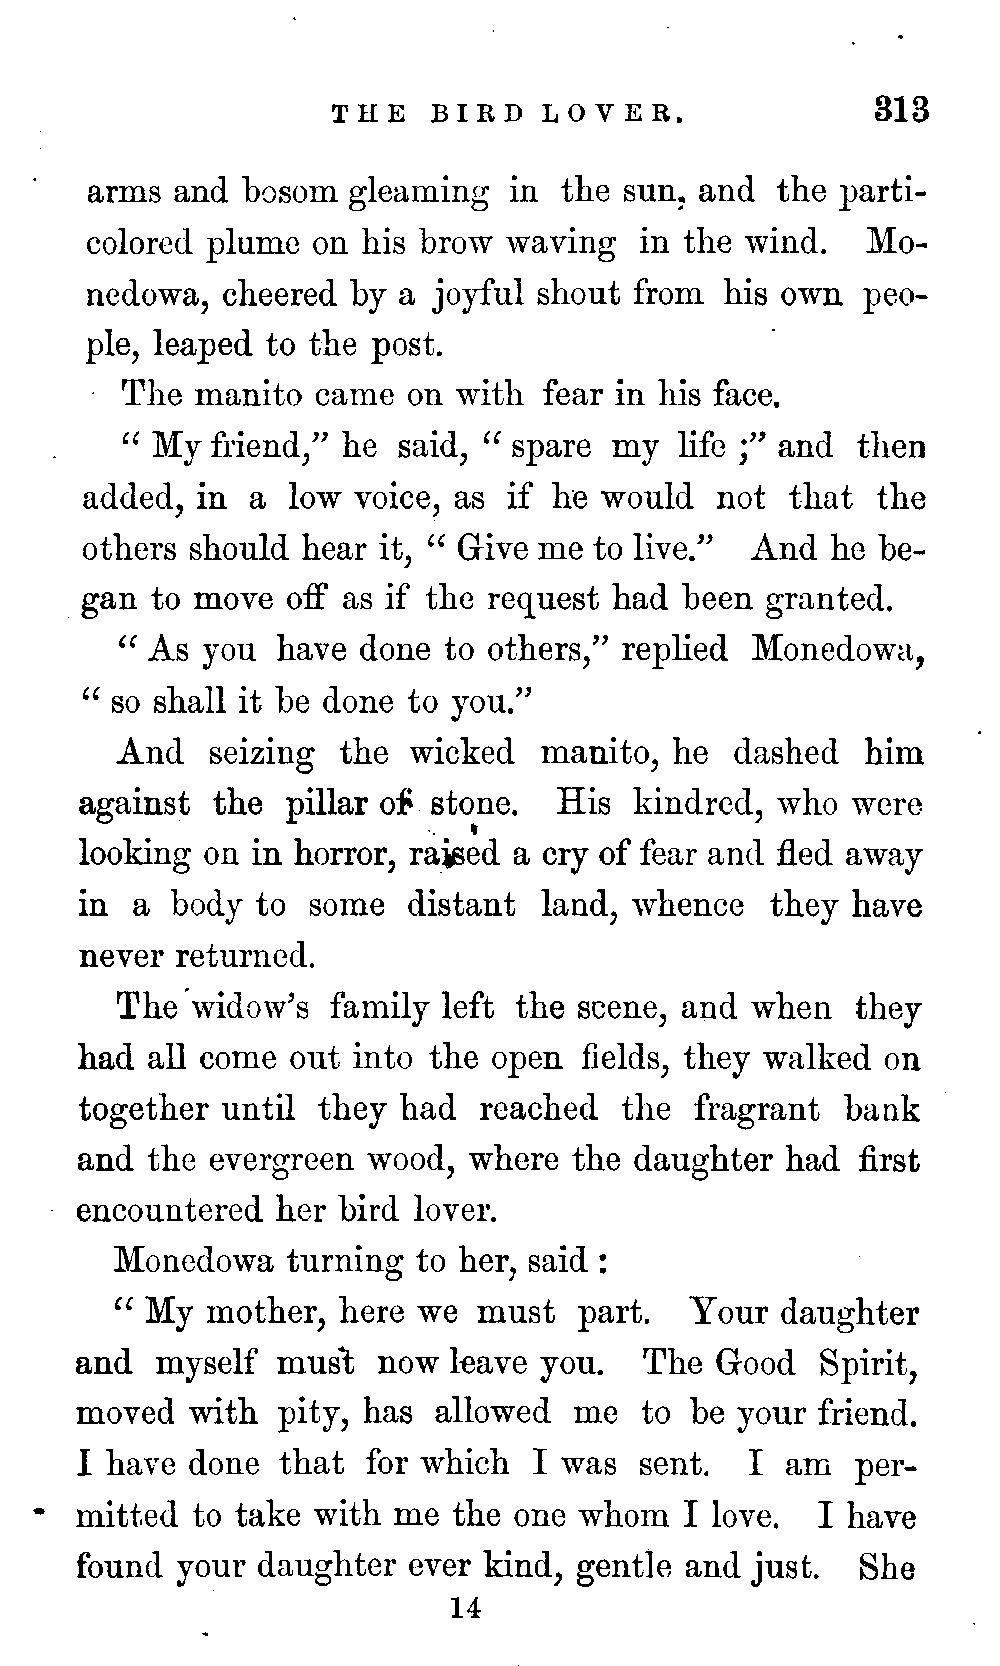 THE BIRD LOVER. 313
arms and bosom gleaming in the sun, and the parti-
colored plume on his brow waving in the wind. Mo-
nedowa, cheered by a joyful shout from his own peo-
ple, leaped to the post.
The manito came on with fear in his face.
“ My friend,” he said, “ spare my life ;” and then
added, in a low voice, as if he would not that the
others should hear it, “ Give me to live.” And he be-
gan to move off as if the request had been granted.
“ As you have done to others,” replied Monedowa,
“ so shall it be done to you.”
And seizing the wicked manito, he dashed him
against the pillar of stone. His kindred, who were
looking on in horror, raised a cry of fear and fled away
in a body to some distant land, whence they have
never returned.
The widow’s family left the scene, and when they
had all come out into the open fields, they walked on
together until they had reached the fragrant bank
and the evergreen wood, where the daughter had first
encountered her bird lover.
Monedowa turning to her, said :
“ My mother, here we must part. Your daughter
and myself must now leave you. The Good Spirit,
moved with pity, has allowed me to be your friend.
I have done that for which I was sent. I am per-
mitted to take with me the one whom I love. I have
found your daughter ever kind, gentle and just. She
14